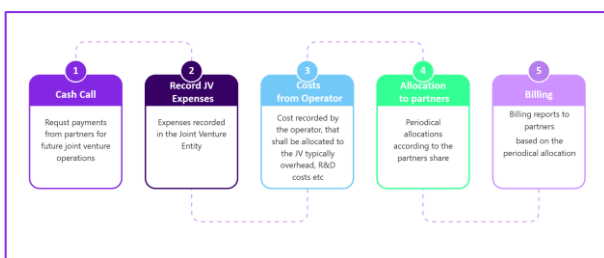 1
Cash Call
Requst payments
from partners for
future joint venture
operations
2
Record JV
Expenses
Expenses recorded
in the Joint Venture
Entity
3
Costs
from Operator
Cost recorded by
the operator, that
shall be allocated to
the JV typically
overhead, R&D
costs etc
4
Allocation
to partners
Periodical
allocations
according to the
partners share
5
Billing
Billing reports to
partners
based on the
periodical allocation